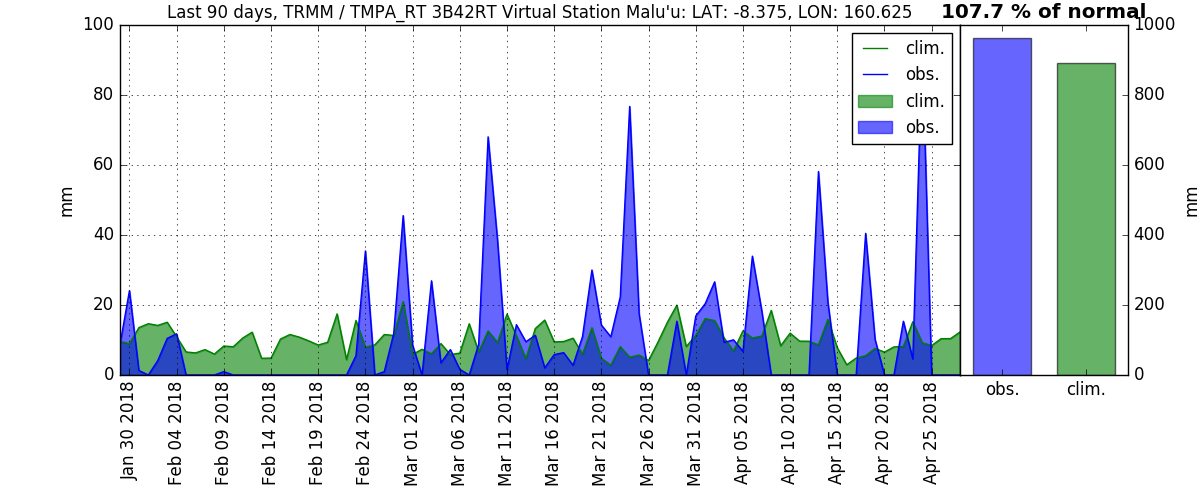 Last 90 days, TRMM / TMPA_RT 3B42RT Virtual Station Malu'u: LAT: -8.375, LON: 160.625
107.7 % of normal
100
80
60
40
20
0
mm
clim.
obs.
clim.
obs.
1000
800
600
400
200
0
mm
obs.
clim.
Jan 30 2018
Feb 04 2018
Feb 09 2018
Feb 14 2018
Feb 19 2018
Feb 24 2018
Mar 01 2018
Mar 06 2018
Mar 11 2018
Mar 16 2018
Mar 21 2018
Mar 26 2018
Mar 31 2018
Apr 05 2018
Apr 10 2018
Apr 15 2018
Apr 20 2018
Apr 25 2018